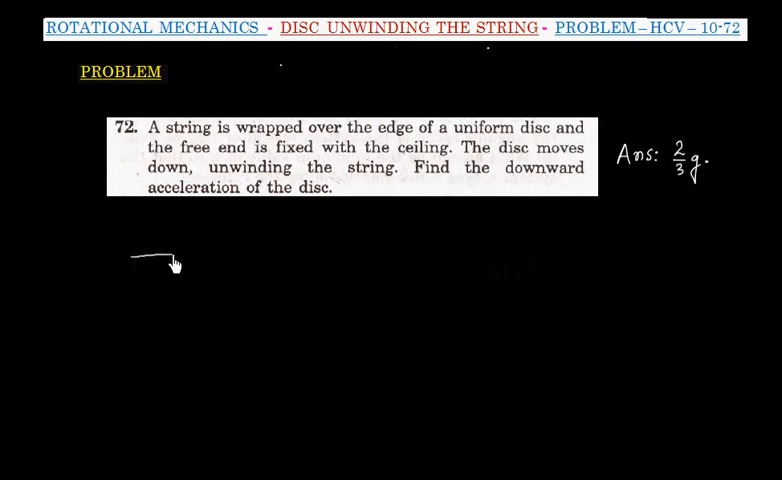 ROTATIONAL MECHANICS - DISC UNWINDING THE STRING - PROBLEM – HCV – 10-72
PROBLEM
72. A string is wrapped over the edge of a uniform disc and
the free end is fixed with the ceiling. The disc moves
down, unwinding the string. Find the downward
acceleration of the disc.
Ans: 2/3 g.